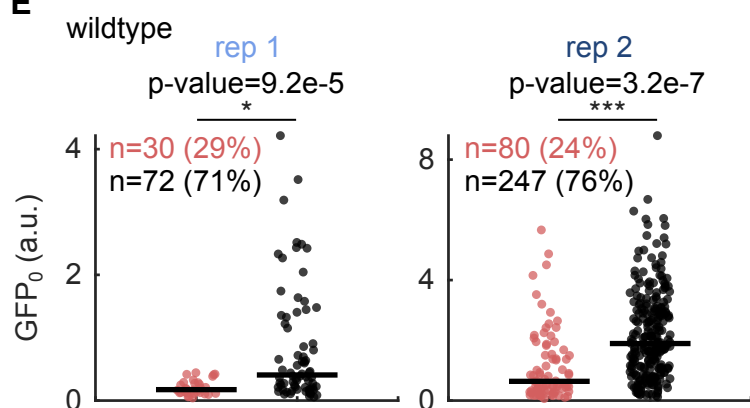 E
wildtype
rep 1
p-value=9.2e-5
*
n=30 (29%)
n=72 (71%)
4
2
0
GFP₀ (a.u.)
rep 2
p-value=3.2e-7
***
n=80 (24%)
n=247 (76%)
8
4
0